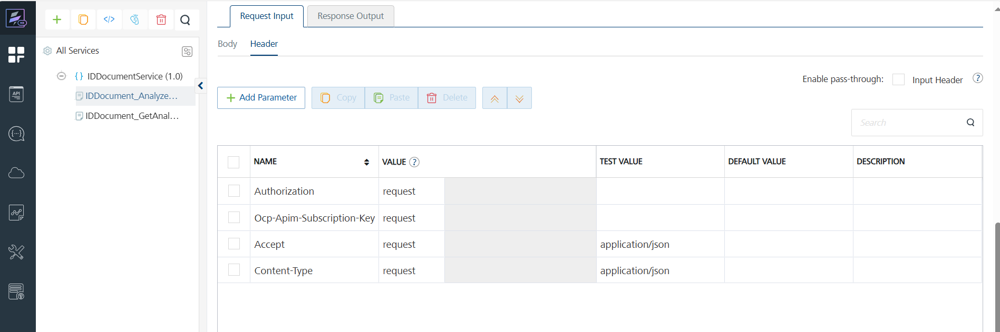 MX
API
{···}
</>
All Services
{ } IDDocumentService (1.0)
IDDocument_Analyze...
IDDocument_GetAnal...
Request Input
Response Output
Body
Header
Enable pass-through:
Input Header
?
+ Add Parameter
Copy
Paste
Delete
Search
NAME
VALUE ?
TEST VALUE
DEFAULT VALUE
DESCRIPTION
Authorization
request
Ocp-Apim-Subscription-Key
request
Accept
request
application/json
Content-Type
request
application/json